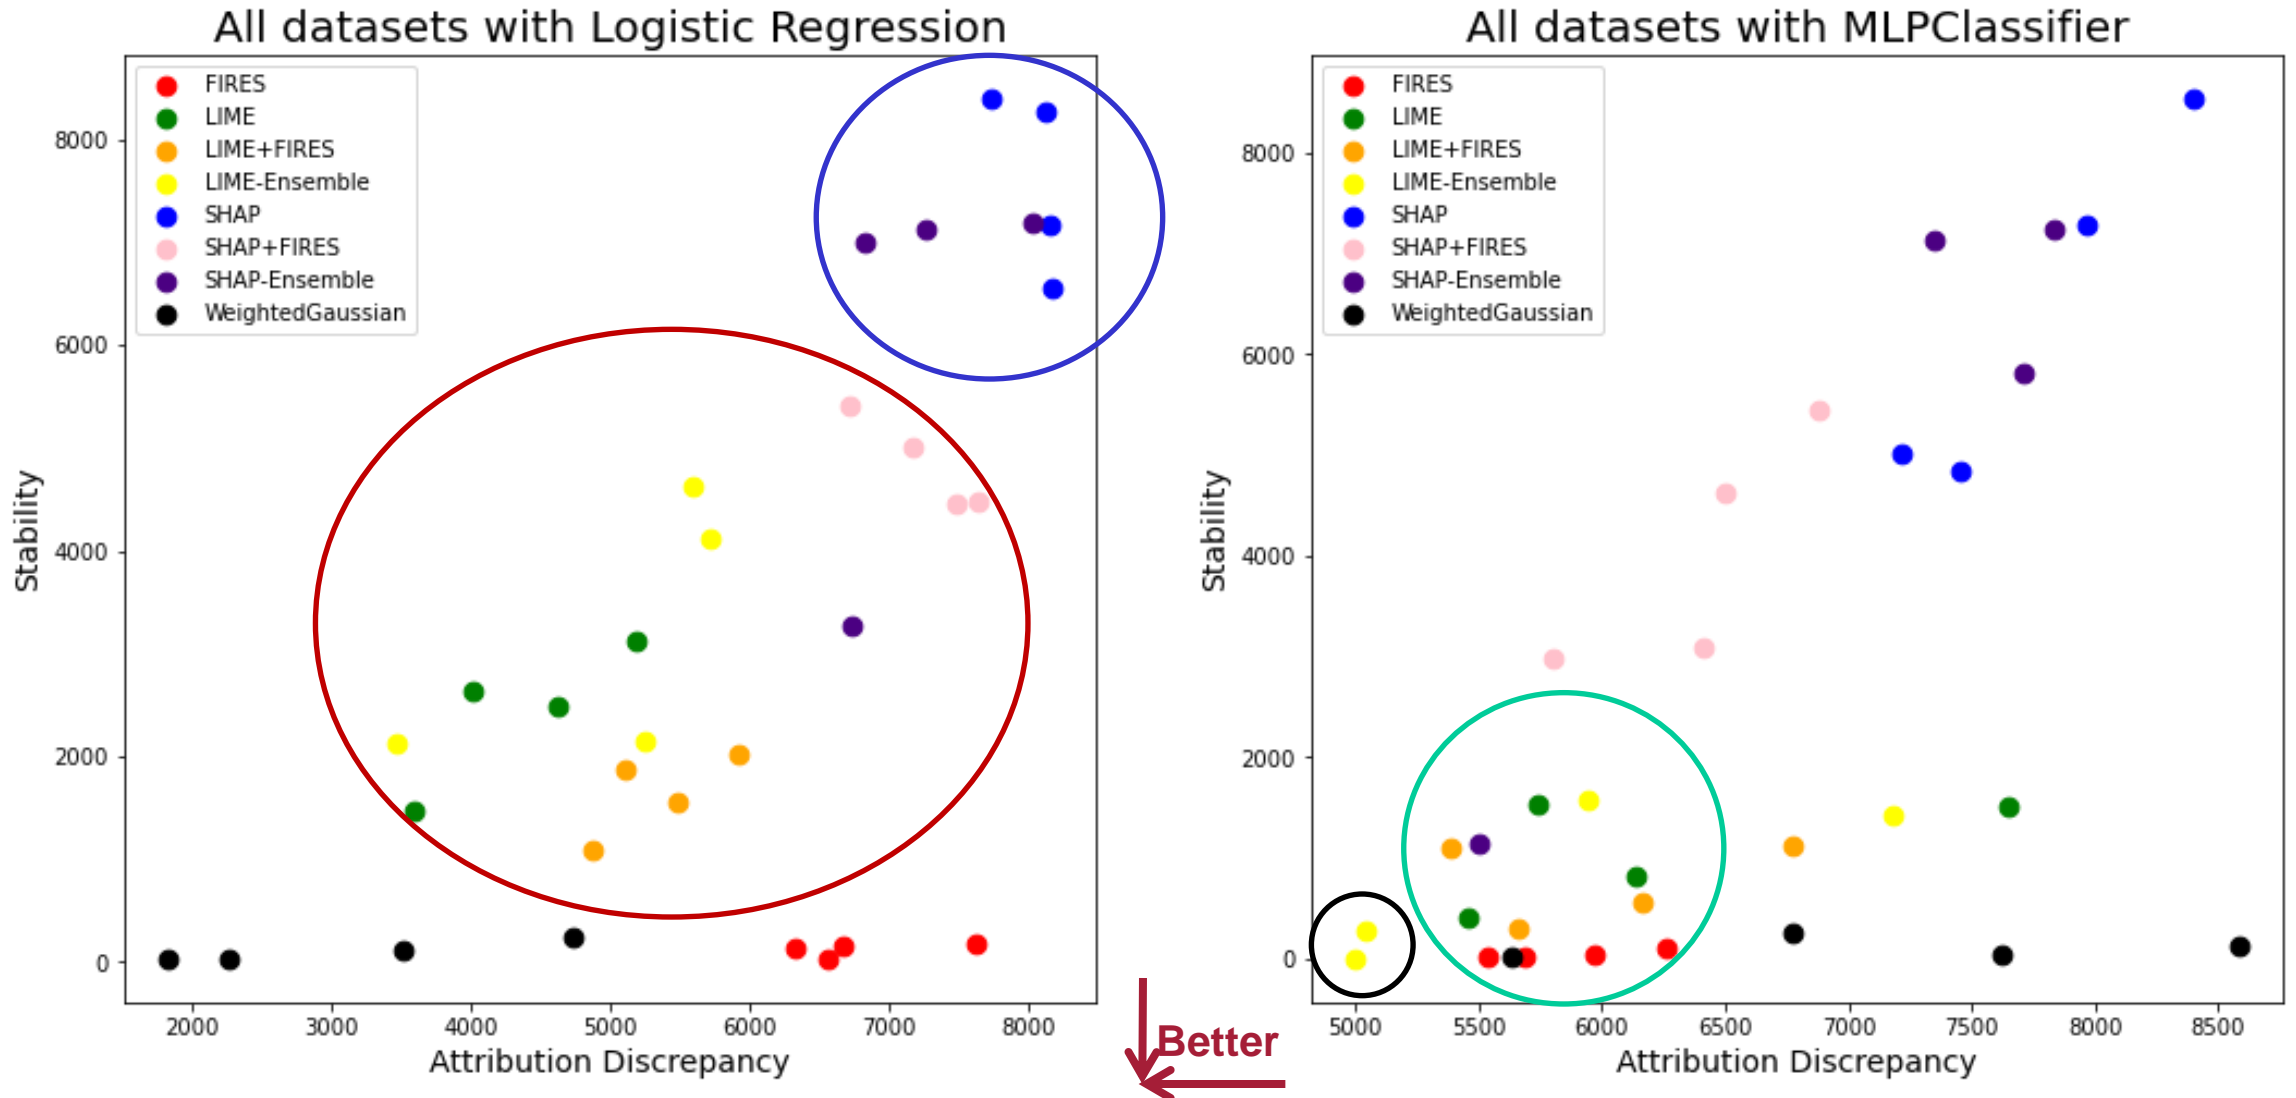 All datasets with Logistic Regression
FIRES
LIME
LIME+FIRES
LIME-Ensemble
SHAP
SHAP+FIRES
SHAP-Ensemble
WeightedGaussian
8000
6000
4000
2000
0
Stability
2000 3000 4000 5000 6000 7000 8000
Attribution Discrepancy
Better
All datasets with MLPClassifier
FIRES
LIME
LIME+FIRES
LIME-Ensemble
SHAP
SHAP+FIRES
SHAP-Ensemble
WeightedGaussian
8000
6000
4000
2000
0
Stability
5000 5500 6000 6500 7000 7500 8000 8500
Attribution Discrepancy